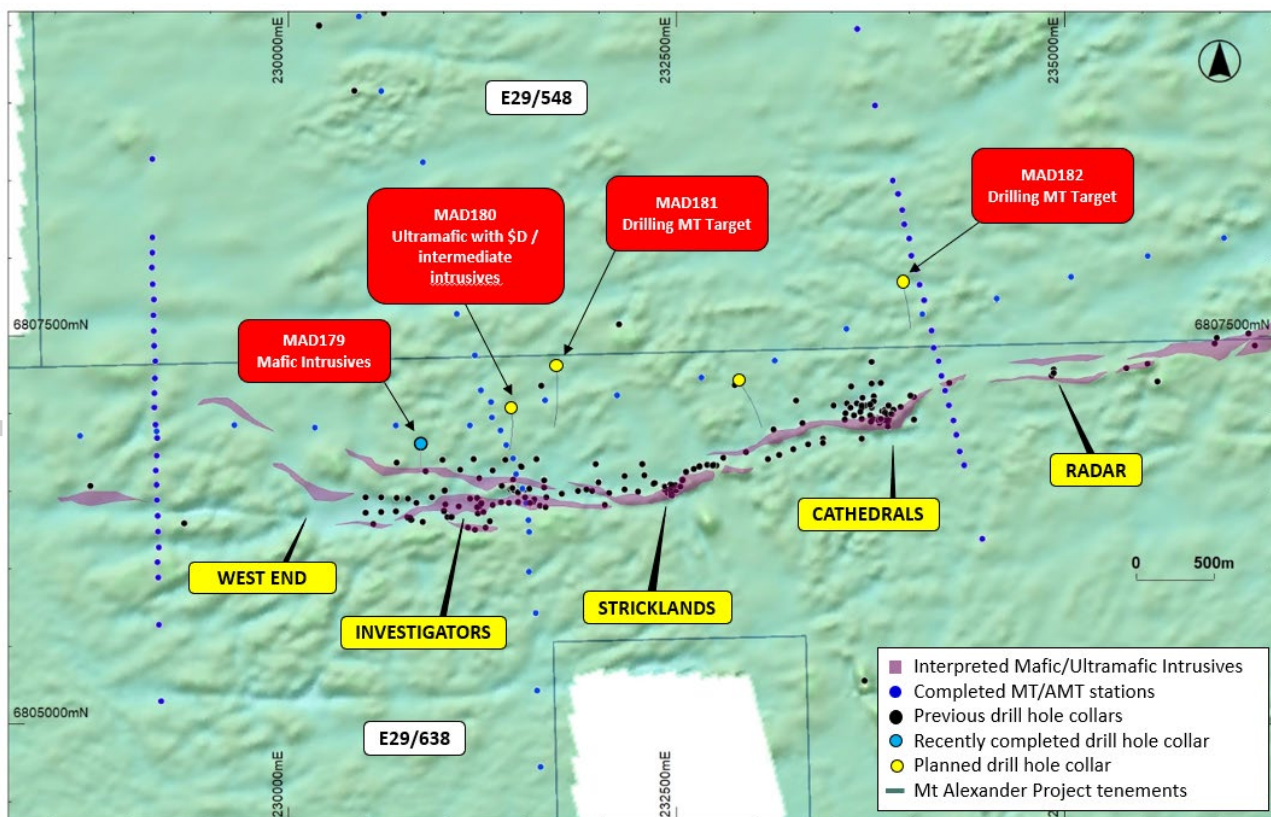 230000mE
232500mE
235000mE
E29/548
MAD182
Drilling MT Target
MAD181
Drilling MT Target
MAD180
Ultramafic with $D /
intermediate
intrusives
6807500mN
6807500mN
MAD179
Mafic Intrusives
RADAR
CATHEDRALS
WEST END
0 500m
STRICKLANDS
INVESTIGATORS
Interpreted Mafic/Ultramafic Intrusives
Completed MT/AMT stations
Previous drill hole collars
Recently completed drill hole collar
Planned drill hole collar
Mt Alexander Project tenements
6805000mN
E29/638
230000mE
232500mE